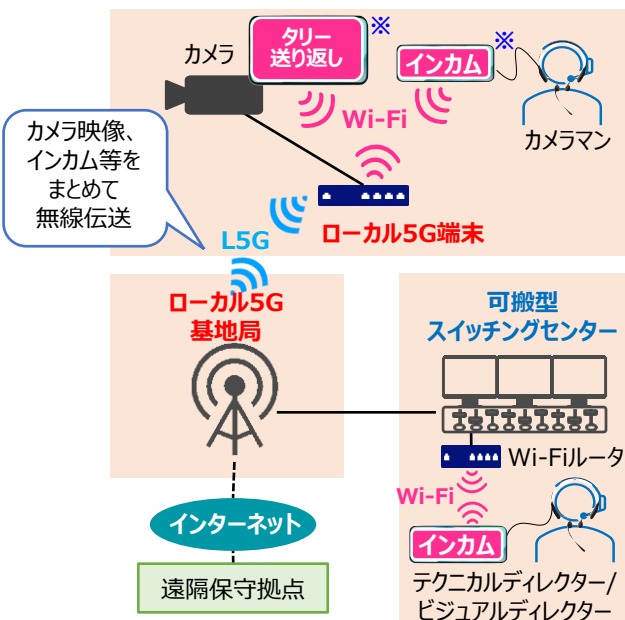 タリー
送り返し
※
カメラ
インカム
※
Wi-Fi
カメラマン
カメラ映像、
インカム等を
まとめて
無線伝送
L5G
ローカル5G端末
ローカル5G
基地局
可搬型
スイッチングセンター
Wi-Fiルータ
Wi-Fi
インターネット
インカム
遠隔保守拠点
テクニカルディレクター/
ビジュアルディレクター